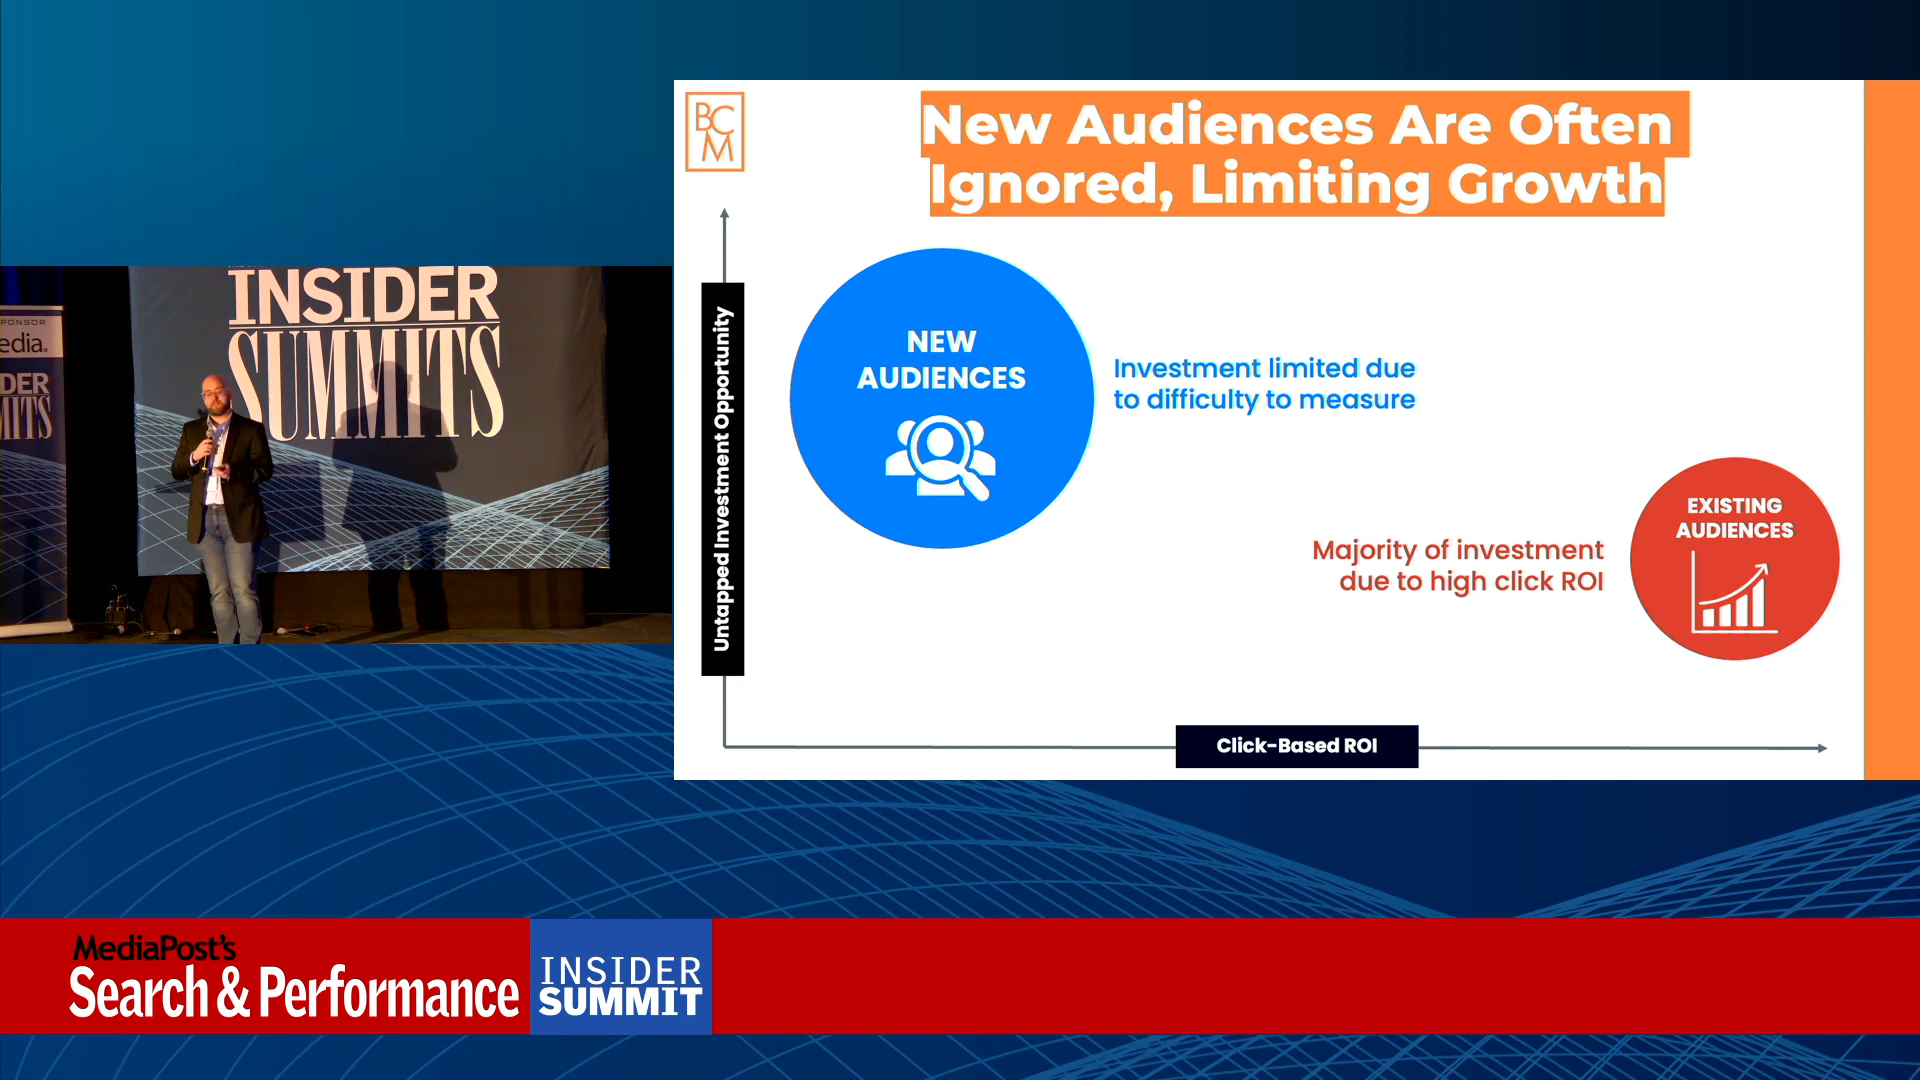 PONSOR
edia.
DER
MITS
INSIDER
SUMMITS
BC
M
New Audiences Are Often
Ignored, Limiting Growth
Untapped Investment Opportunity
NEW
AUDIENCES
Investment limited due
to difficulty to measure
EXISTING
AUDIENCES
Majority of investment
due to high click ROI
Click-Based ROI
MediaPost's
Search & Performance
INSIDER
SUMMIT